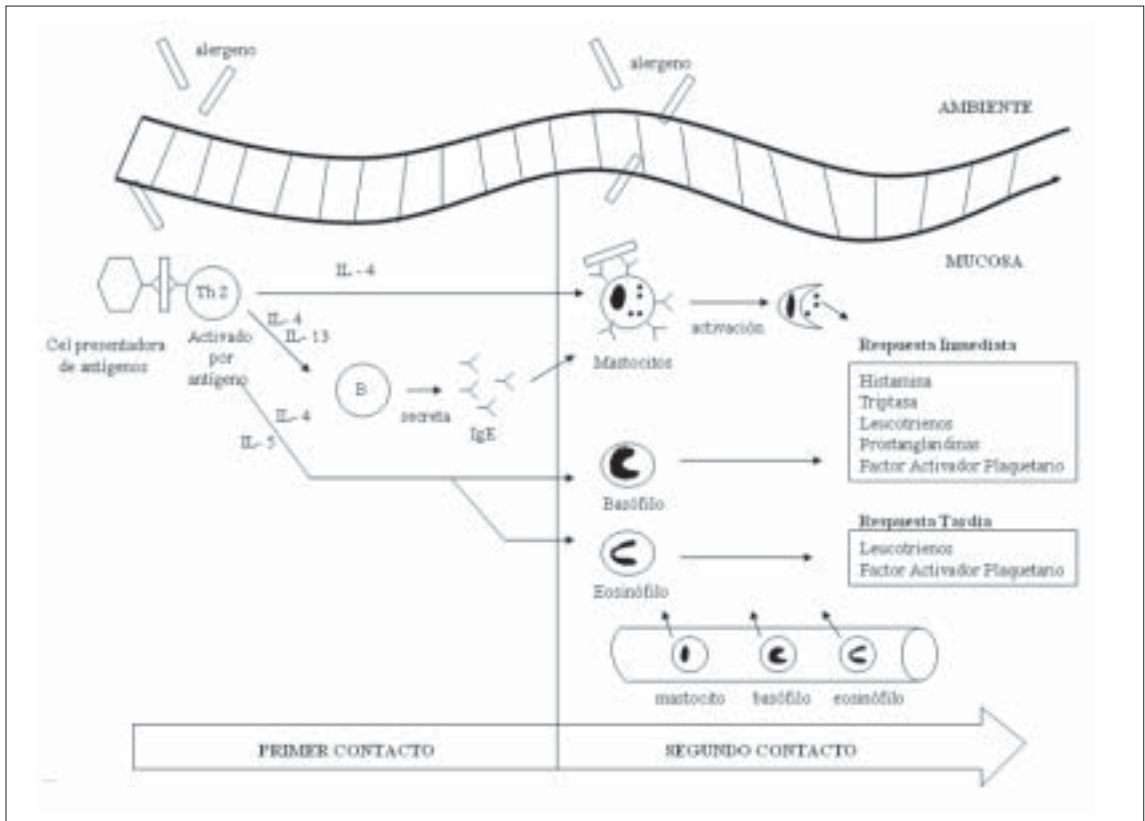 alergeno
alergeno
AMBIENTE
MUCOSA
IL - 4
Th 2
IL- 4
IL- 13
Cel presentadora
de antígenos
Activado
por
antígeno
B
secreta
IgE
IL- 4
IL- 5
Mastocitos
activación
Respuesta Inmediata
Histamina
Triptasa
Leucotrienos
Prostanglandinas
Factor Activador Plaquetario
Basófilo
Respuesta Tardía
Leucotrienos
Factor Activador Plaquetario
Eosinófilo
mastocito
basófilo
eosinófilo
PRIMER CONTACTO
SEGUNDO CONTACTO